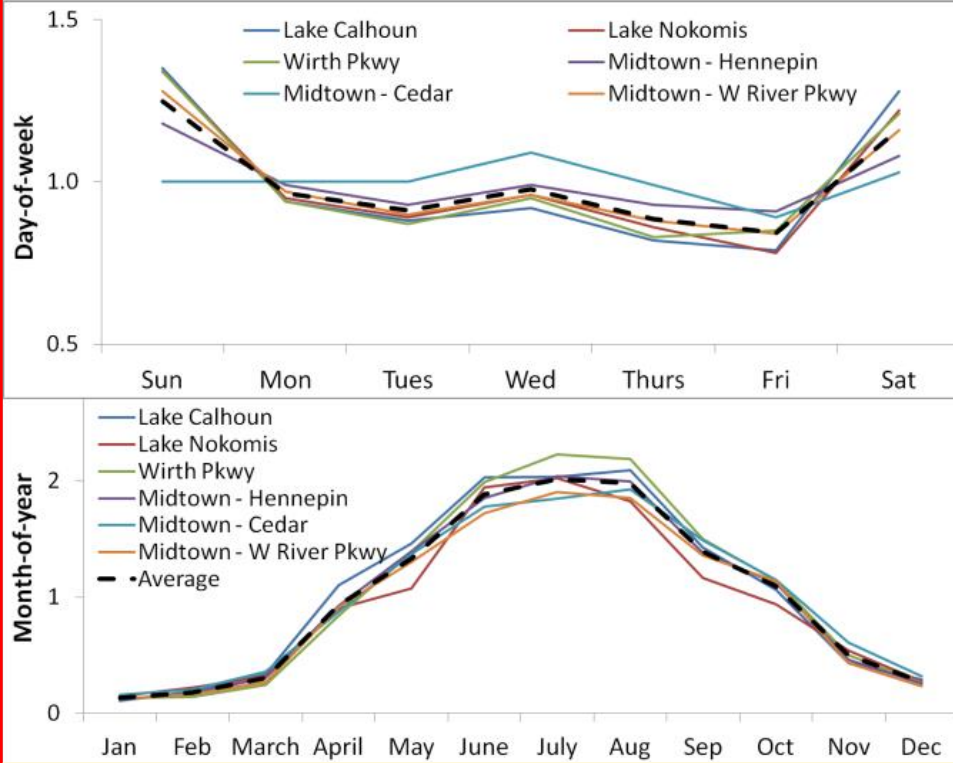 1.5
Lake Calhoun Lake Nokomis
Wirth Pkwy Midtown - Hennepin
Midtown - Cedar Midtown - W River Pkwy
Day-of-week
1.0
0.5
Sun Mon Tues Wed Thurs Fri Sat
Lake Calhoun
Lake Nokomis
Wirth Pkwy
Midtown - Hennepin
Midtown - Cedar
Midtown - W River Pkwy
Average
Month-of-year
2
1
0
Jan Feb March April May June July Aug Sep Oct Nov Dec